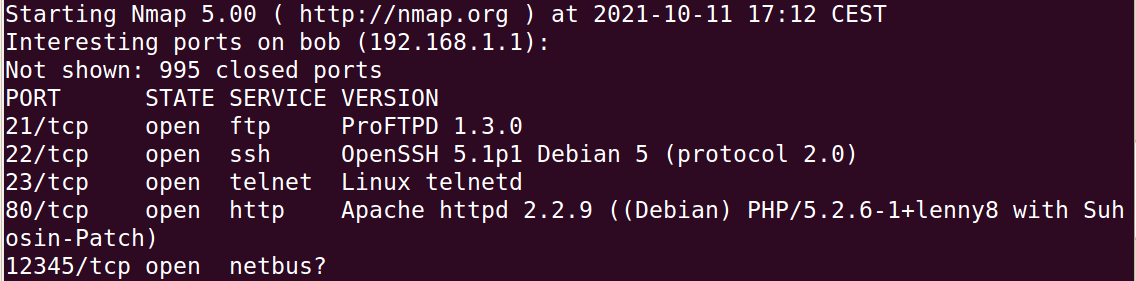 Starting Nmap 5.00 ( http://nmap.org ) at 2021-10-11 17:12 CEST
Interesting ports on bob (192.168.1.1):
Not shown: 995 closed ports
PORT      STATE SERVICE VERSION
21/tcp    open  ftp     ProFTPD 1.3.0
22/tcp    open  ssh     OpenSSH 5.1p1 Debian 5 (protocol 2.0)
23/tcp    open  telnet  Linux telnetd
80/tcp    open  http    Apache httpd 2.2.9 ((Debian) PHP/5.2.6-1+lenny8 with Suh
osin-Patch)
12345/tcp open  netbus?